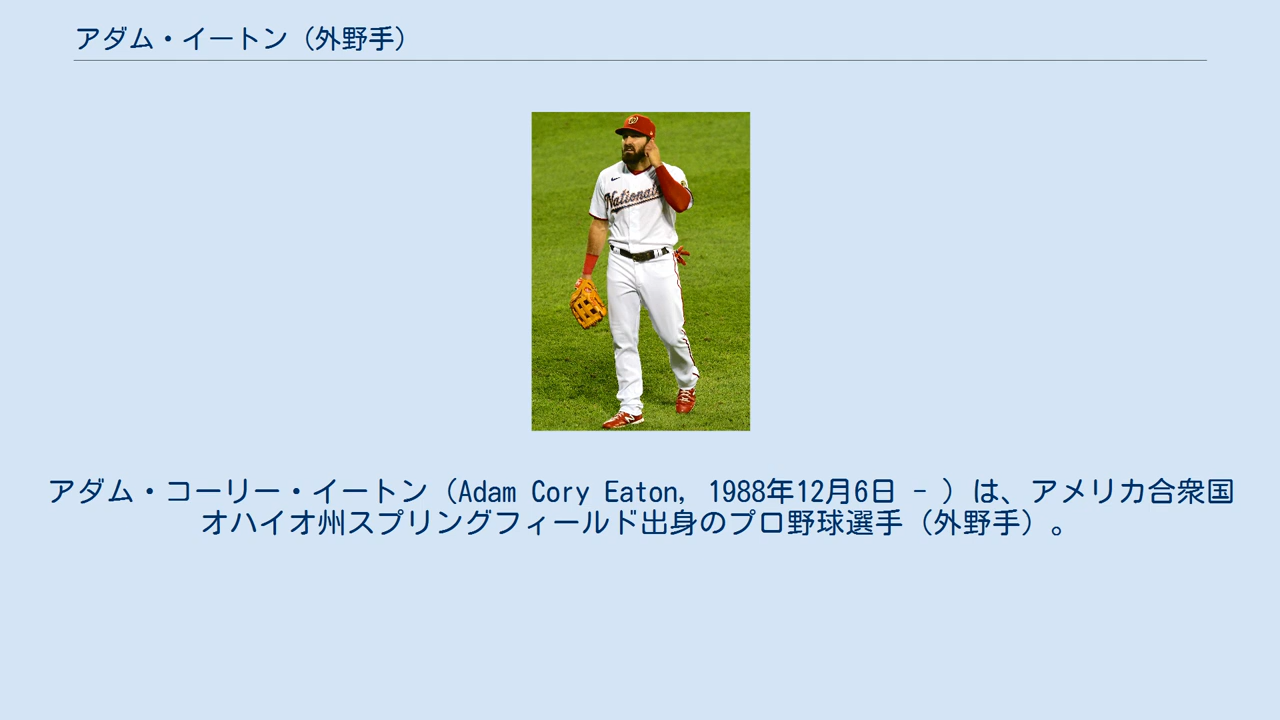 アダム・イートン（外野手）
Nationals
アダム・コーリー・イートン（Adam Cory Eaton, 1988年12月6日 - ）は、アメリカ合衆国
オハイオ州スプリングフィールド出身のプロ野球選手（外野手）。